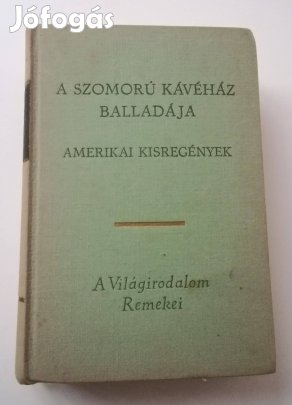 Jófogás
A SZOMORÚ KÁVÉHÁZ
BALLADÁJA
AMERIKAI KISREGÉNYEK
A Világirodalom
Remekei